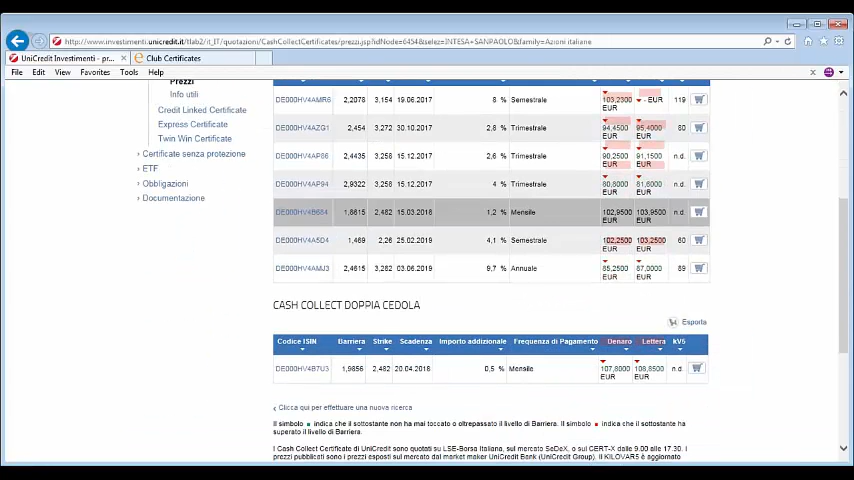 http://www.investimenti.unicredit.it/tlab2/it_IT/quotazioni/CashCollectCertificates/prezzi.jsp?idNode=6454&selez=INTESA+SANPAOLO&family=Azioni italiane
UniCredit Investimenti - pr... Club Certificates
File Edit View Favorites Tools Help
Prezzi
Info utili
Credit Linked Certificate
Express Certificate
Twin Win Certificate
Certificate senza protezione
ETF
Obbligazioni
Documentazione
DE000HV4AMR6 2,2078 3,154 19.06.2017 8 % Semestrale 103,2300 EUR - EUR 119
DE000HV4AZG1 2,454 3,272 30.10.2017 2,8 % Trimestrale 94,4500 EUR 95,4000 EUR 80
DE000HV4AP86 2,4435 3,258 15.12.2017 2,6 % Trimestrale 90,2500 EUR 91,1500 EUR n.d.
DE000HV4AP94 2,9322 3,258 15.12.2017 4 % Trimestrale 80,8000 EUR 81,6000 EUR n.d.
DE000HV4B684 1,8615 2,482 15.03.2018 1,2 % Mensile 102,9500 EUR 103,9500 EUR n.d.
DE000HV4A5D4 1,469 2,26 25.02.2019 4,1 % Semestrale 102,2500 EUR 103,2500 EUR 60
DE000HV4AMJ3 2,4615 3,282 03.06.2019 9,7 % Annuale 85,2500 EUR 87,0000 EUR 89
CASH COLLECT DOPPIA CEDOLA
Esporta
Codice ISIN Barriera Strike Scadenza Importo addizionale Frequenza di Pagamento Denaro Lettera kV5
DE000HV4B7U3 1,9856 2,482 20.04.2018 0,5 % Mensile 107,8000 EUR 108,8500 EUR n.d.
Clicca qui per effettuare una nuova ricerca
Il simbolo indica che il sottostante non ha mai toccato o oltrepassato il livello di Barriera. Il simbolo indica che il sottostante ha
superato il livello di Barriera.
I Cash Collect Certificate di UniCredit sono quotati su LSE-Borsa Italiana, su mercato SeDeX, o su CERT-X dalle 9.00 alle 17.30. I
prezzi pubblicati sono i prezzi esposti sul mercato dal market maker UniCredit Bank (UniCredit Group). Il KILOVAR5 è aggiornato